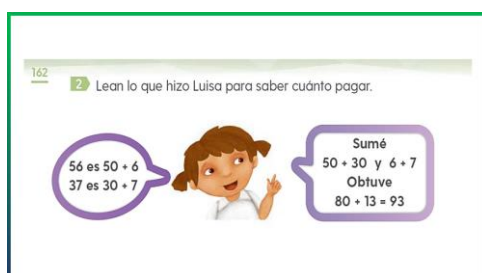 162
2 Lean lo que hizo Luisa para saber cuánto pagar.
56 es 50 + 6
37 es 30 + 7
Sumé
50 + 30 y 6 + 7
Obtuve
80 + 13 = 93